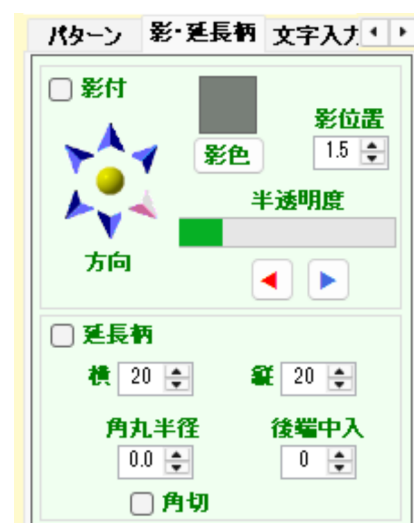 パターン 影・延長柄 文字入力
影付
影位置
影色 1.5
半透明度
方向
延長柄
横 20 縦 20
角丸半径 後端中入
0.0 0
角切